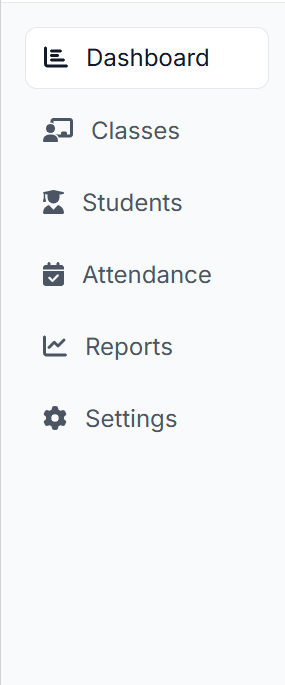 Dashboard
Classes
Students
Attendance
Reports
Settings